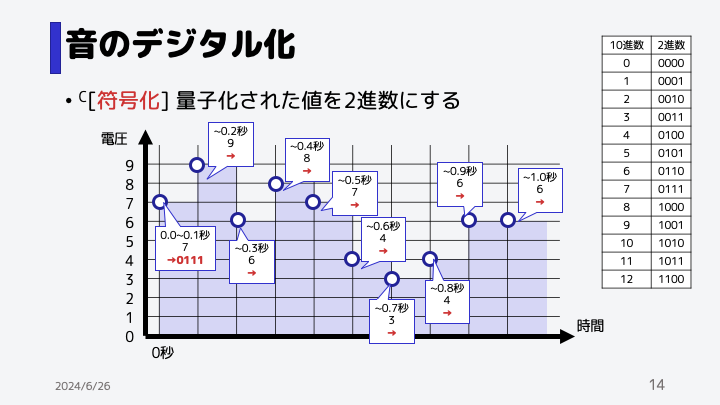 音のデジタル化
• C[符号化] 量子化された値を2進数にする
電圧
9
8
7
6
5
4
3
2
1
0
0秒
時間
0.0~0.1秒
7
→0111
~0.2秒
9
→
~0.3秒
6
→
~0.4秒
8
→
~0.5秒
7
→
~0.6秒
4
→
~0.7秒
3
→
~0.8秒
4
→
~0.9秒
6
→
~1.0秒
6
→
10進数 2進数
0 0000
1 0001
2 0010
3 0011
4 0100
5 0101
6 0110
7 0111
8 1000
9 1001
10 1010
11 1011
12 1100
2024/6/26
14